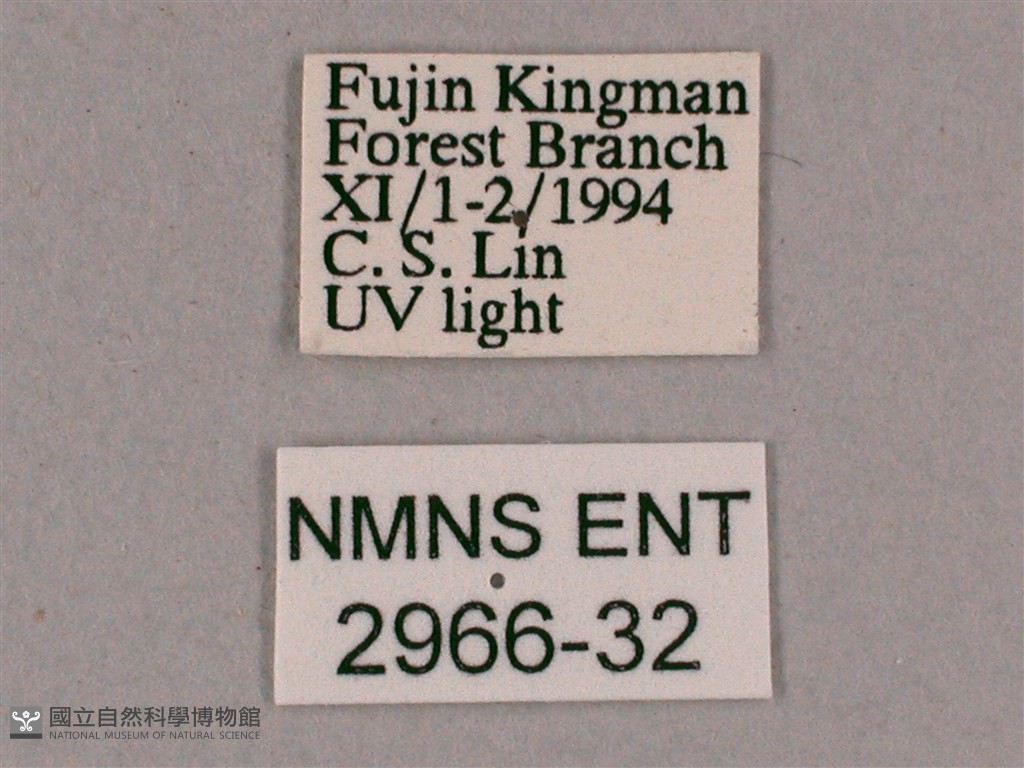 Fujin Kingman
Forest Branch
XI/1-2/1994
C. S. Lin
UV light
NMNS ENT
2966-32
國立自然科學博物館
NATIONAL MUSEUM OF NATURAL SCIENCE